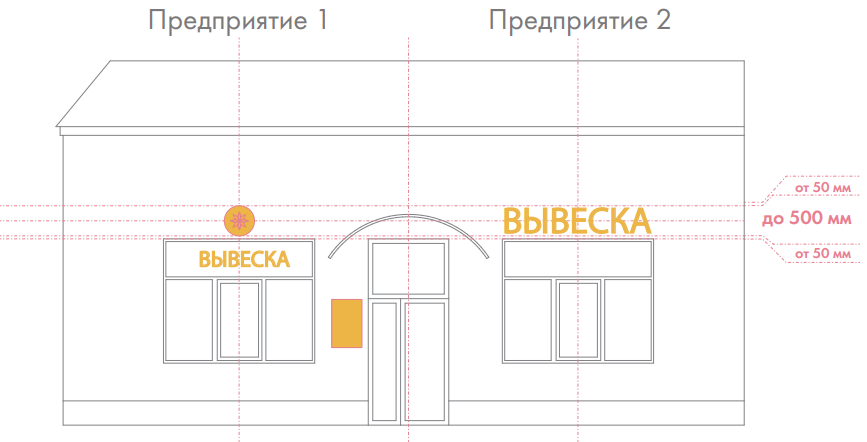 Предприятие 1
Предприятие 2
от 50 мм
ВЫВЕСКА
до 500 мм
от 50 мм
ВЫВЕСКА